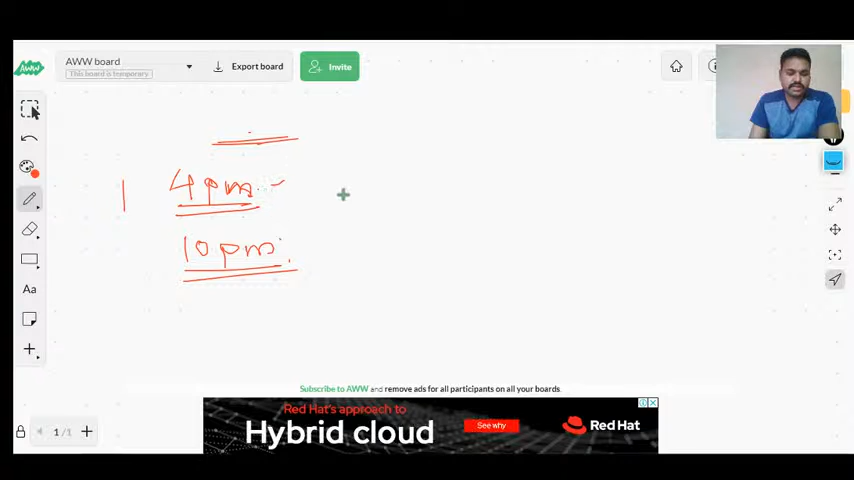 AWW board
This board is temporary
Export board
Invite
AWW
4pm -
10pm.
Aa
Subscribe to AWW and remove ads for all participants on all your boards.
Red Hat's approach to
Hybrid cloud
See why
Red Hat
1 / 1